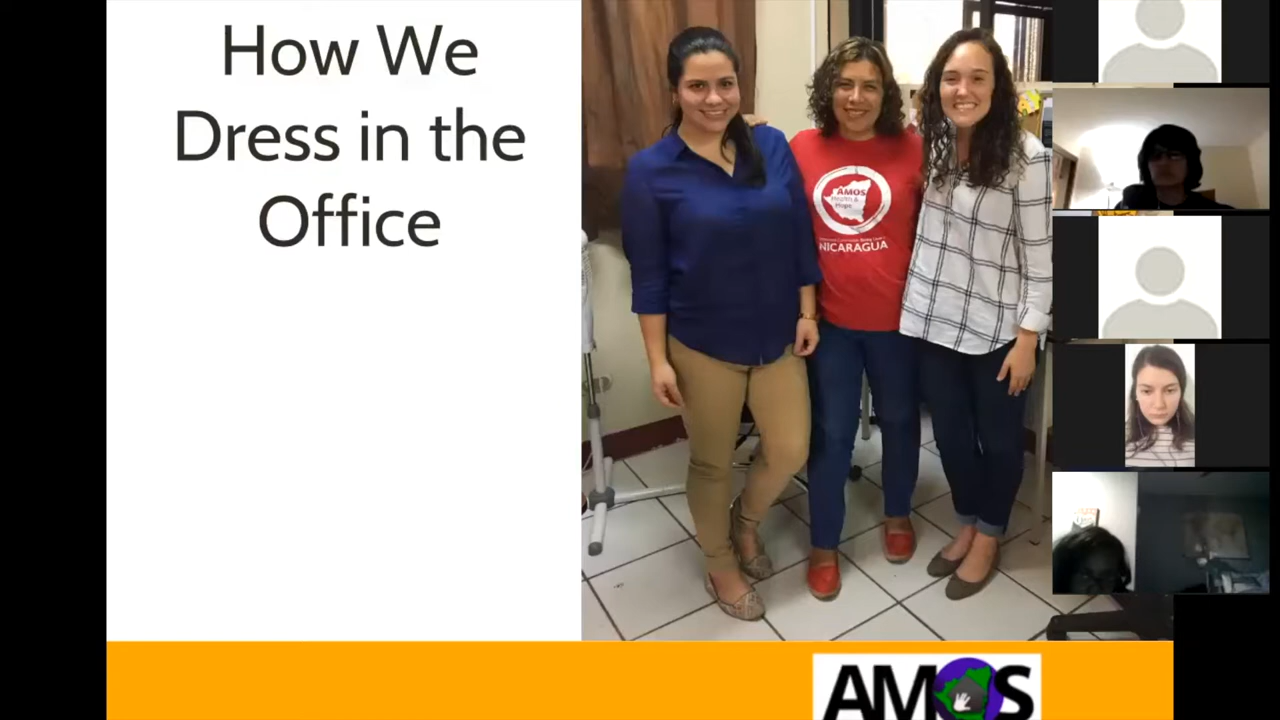 How We
Dress in the
Office
AMOS
Health &
Hope
NICARAGUA
AMOS